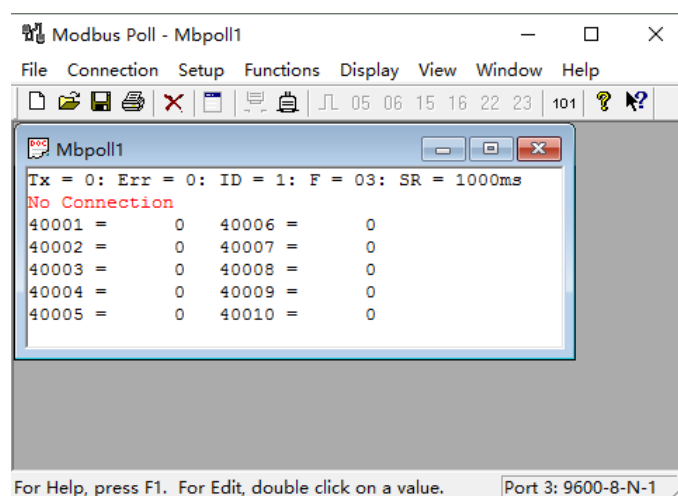 Modbus Poll - Mbpoll1
File Connection Setup Functions Display View Window Help
05 06 15 16 22 23 101
Mbpoll1
Tx = 0: Err = 0: ID = 1: F = 03: SR = 1000ms
No Connection
40001 = 0 40006 = 0
40002 = 0 40007 = 0
40003 = 0 40008 = 0
40004 = 0 40009 = 0
40005 = 0 40010 = 0
For Help, press F1. For Edit, double click on a value. Port 3: 9600-8-N-1